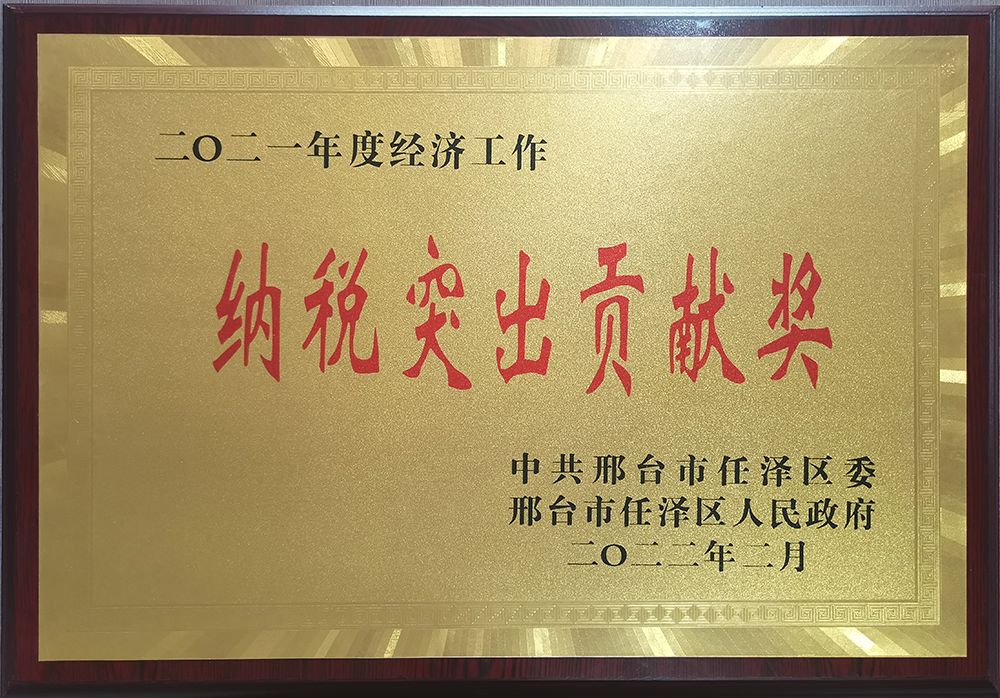 二〇二一年度经济工作
纳税突出贡献奖
中共邢台市任泽区委
邢台市任泽区人民政府
二〇二二年二月